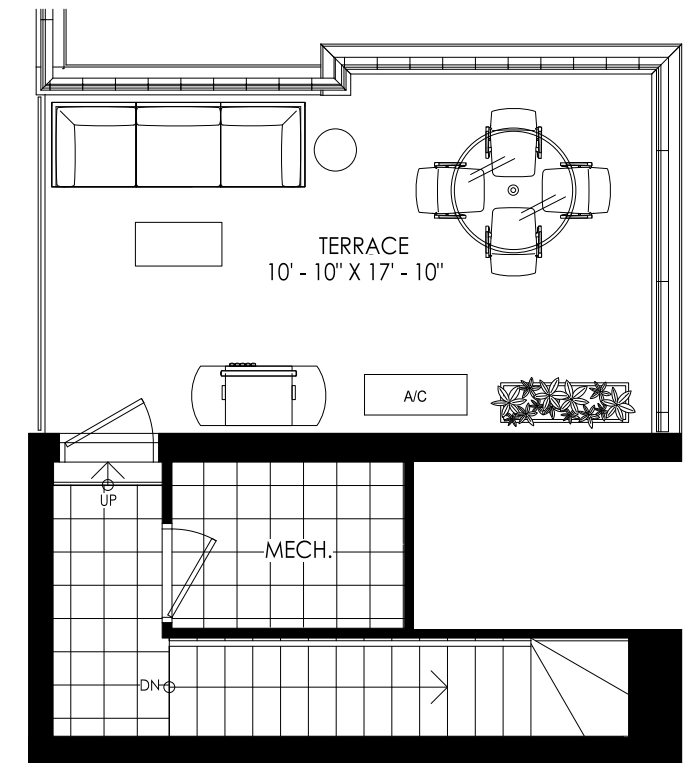 TERRACE
10' - 10" X 17' - 10"
A/C
UP
MECH.
DN